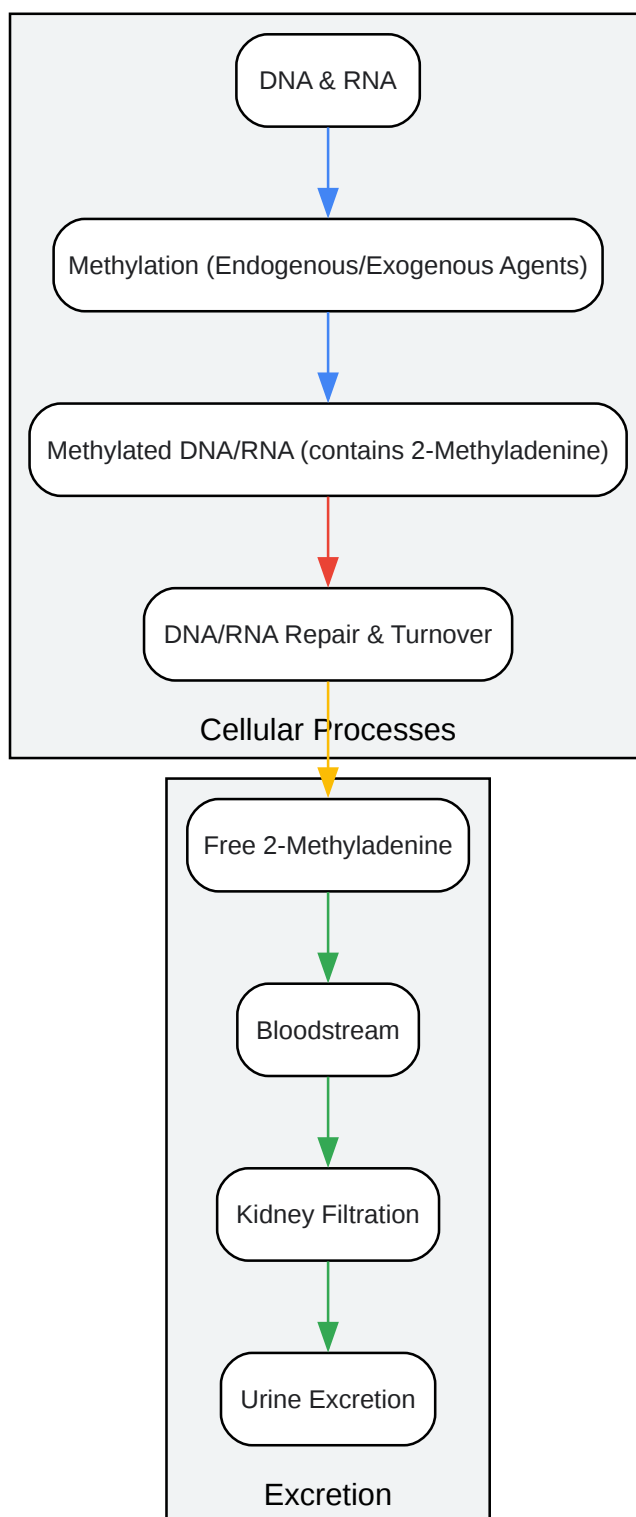 DNA & RNA
Methylation (Endogenous/Exogenous Agents)
Methylated DNA/RNA (contains 2-Methyladenine)
DNA/RNA Repair & Turnover
Cellular Processes
Free 2-Methyladenine
Bloodstream
Kidney Filtration
Urine Excretion
Excretion